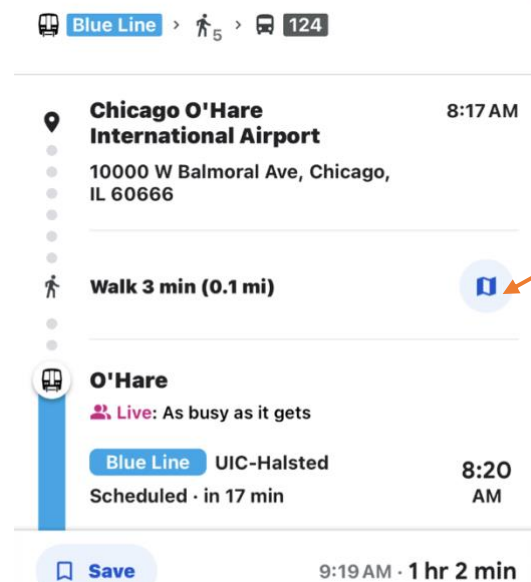 Blue Line > 5 > 124
Chicago O'Hare 8:17 AM
International Airport
10000 W Balmoral Ave, Chicago,
IL 60666
Walk 3 min (0.1 mi)
O'Hare
Live: As busy as it gets
Blue Line UIC-Halsted 8:20
Scheduled · in 17 min AM
Save 9:19 AM · 1 hr 2 min